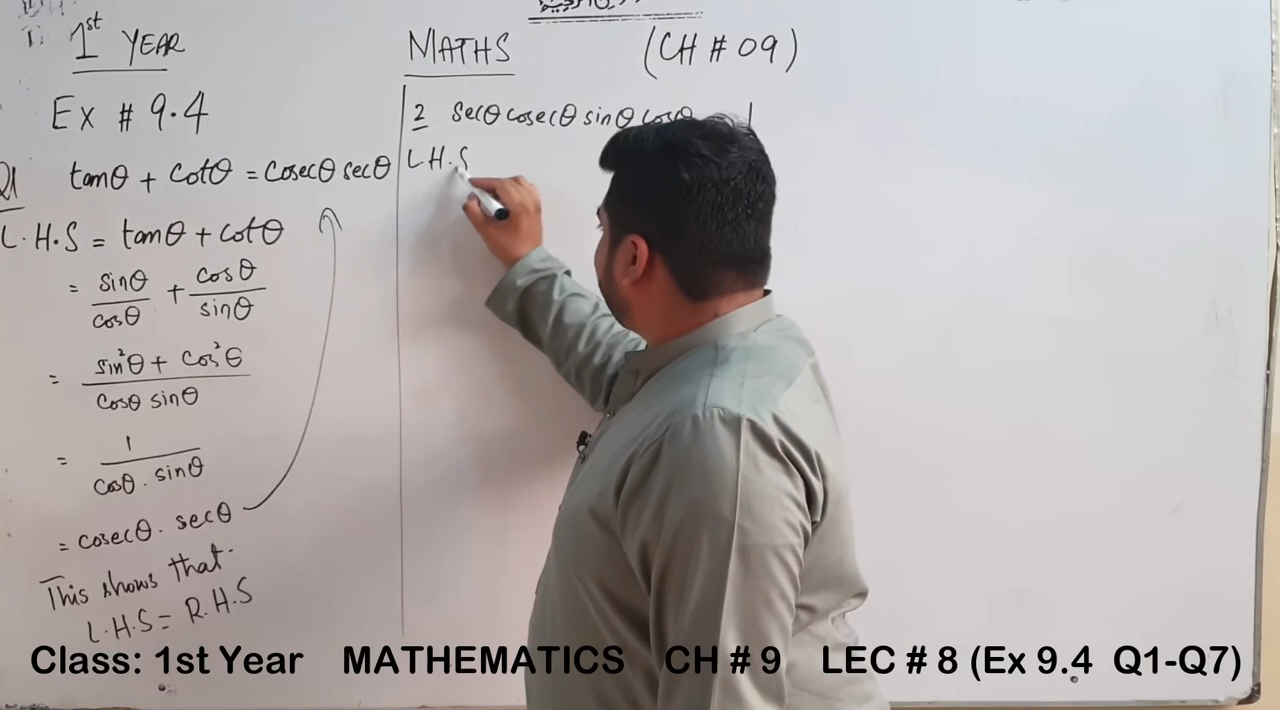 1st YEAR
MATHS
(CH # 09)
Ex # 9.4
Q1 tanθ + cotθ = cosecθ secθ
L.H.S = tanθ + cotθ
= sinθ/cosθ + cosθ/sinθ
= sin²θ + cos²θ / cosθ sinθ
= 1 / cosθ . sinθ
= cosecθ . secθ
This shows that.
L.H.S = R.H.S
2 secθ cosecθ sinθ cosθ
L.H.S
Class: 1st Year MATHEMATICS CH # 9 LEC # 8 (Ex 9.4 Q1-Q7)